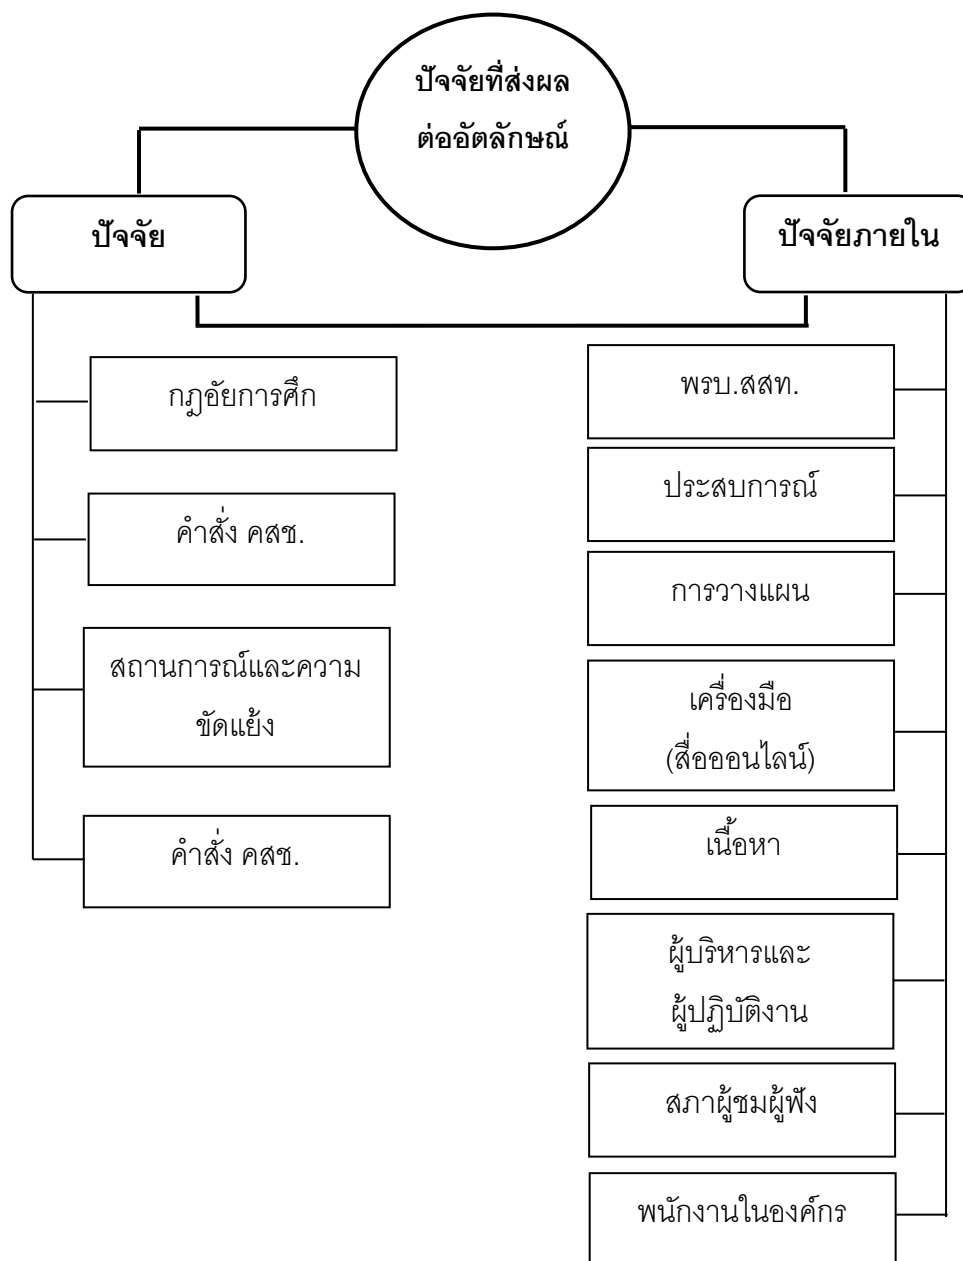 ปัจจัยที่ส่งผล
ต่ออัตลักษณ์
ปัจจัย
ปัจจัยภายใน
กฎอัยการศึก
คำสั่ง คสช.
สถานการณ์และความ
ขัดแย้ง
คำสั่ง คสช.
พรบ.สสท.
ประสบการณ์
การวางแผน
เครื่องมือ
(สื่อออนไลน์)
เนื้อหา
ผู้บริหารและ
ผู้ปฏิบัติงาน
สภาผู้ชมผู้ฟัง
พนักงานในองค์กร